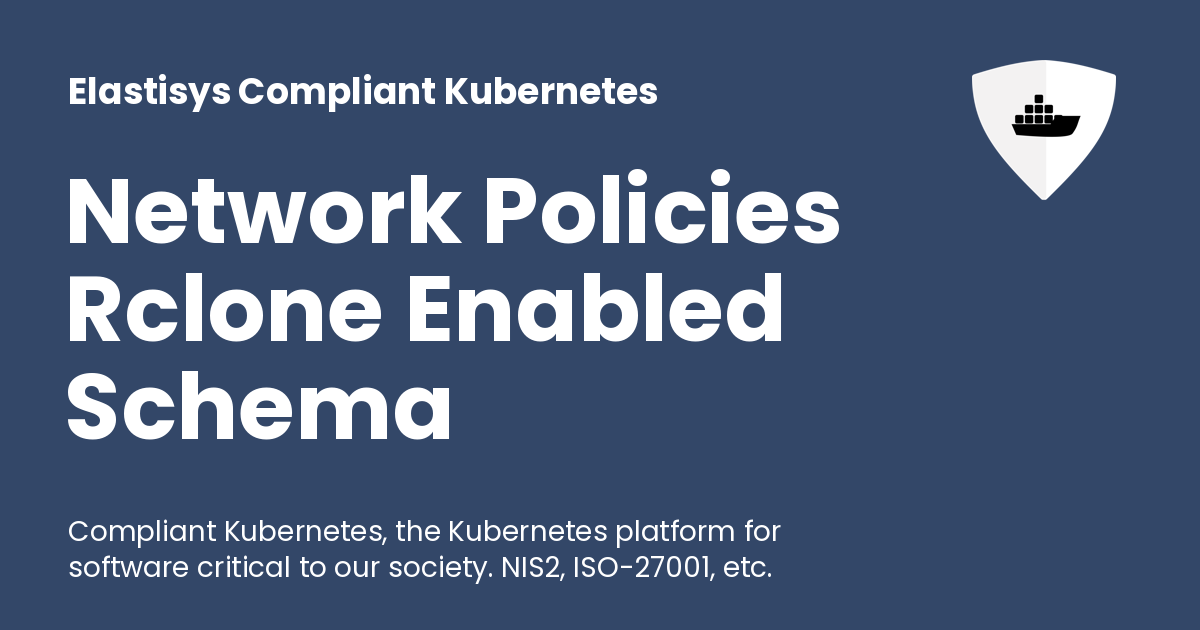 Elastisys Compliant Kubernetes
Network Policies
Rclone Enabled
Schema
Compliant Kubernetes, the Kubernetes platform for
software critical to our society. NIS2, ISO-27001, etc.